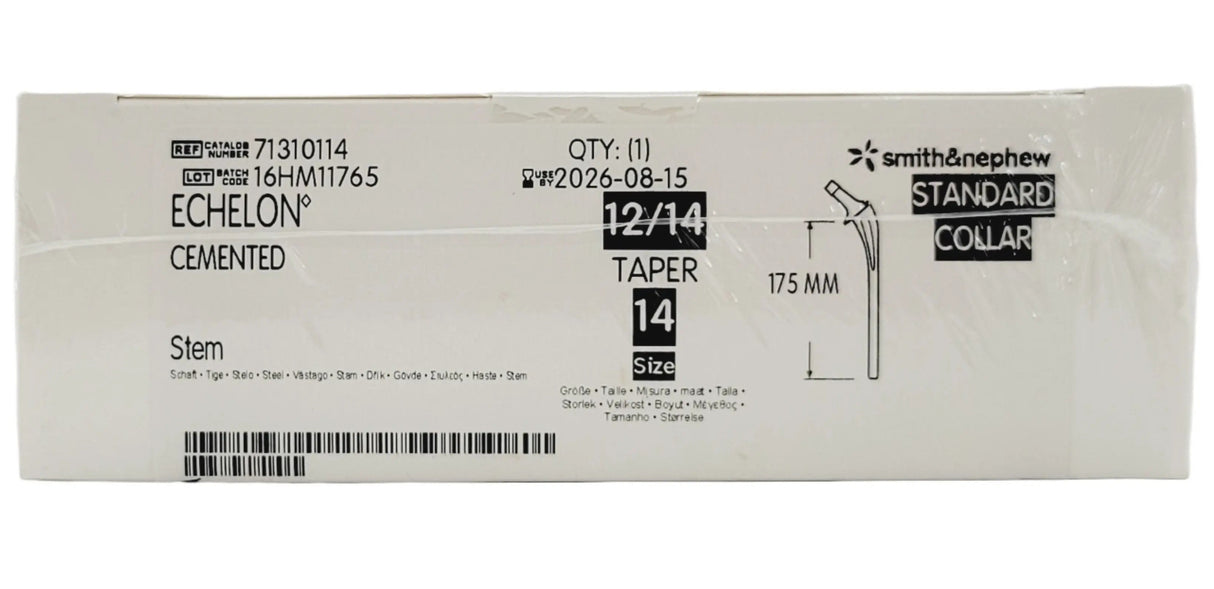 REF CATALOG NUMBER 71310114
LOT BATCH CODE 16HM11765
ECHELON◊
CEMENTED
Stem
Schaft • Tige • Stelo • Steel • Västago • Stam • Dřík • Gövde • Στυλεός • Haste • Stem
QTY: (1)
USE BY 2026-08-15
12/14
TAPER
14
Size
Größe • Taille • Misura • maat • Talla •
Storlek • Velikost • Boyut • Μέγεθος •
Tamanho • Størrelse
175 MM
smith&nephew
STANDARD
COLLAR